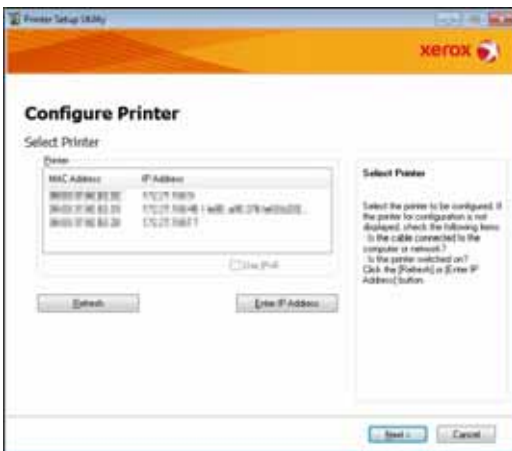 Printer Setup Utility
xerox
Configure Printer
Select Printer
Printer
MAC Address IP Address
Use IPv6
Refresh Enter IP Address
Select Printer
Select the printer to be configured. If
the printer for configuration is not
displayed, check the following items
Is the cable connected to the
computer or network?
Is the printer switched on?
Click the [Refresh] or [Enter IP
Address] button.
Next > Cancel